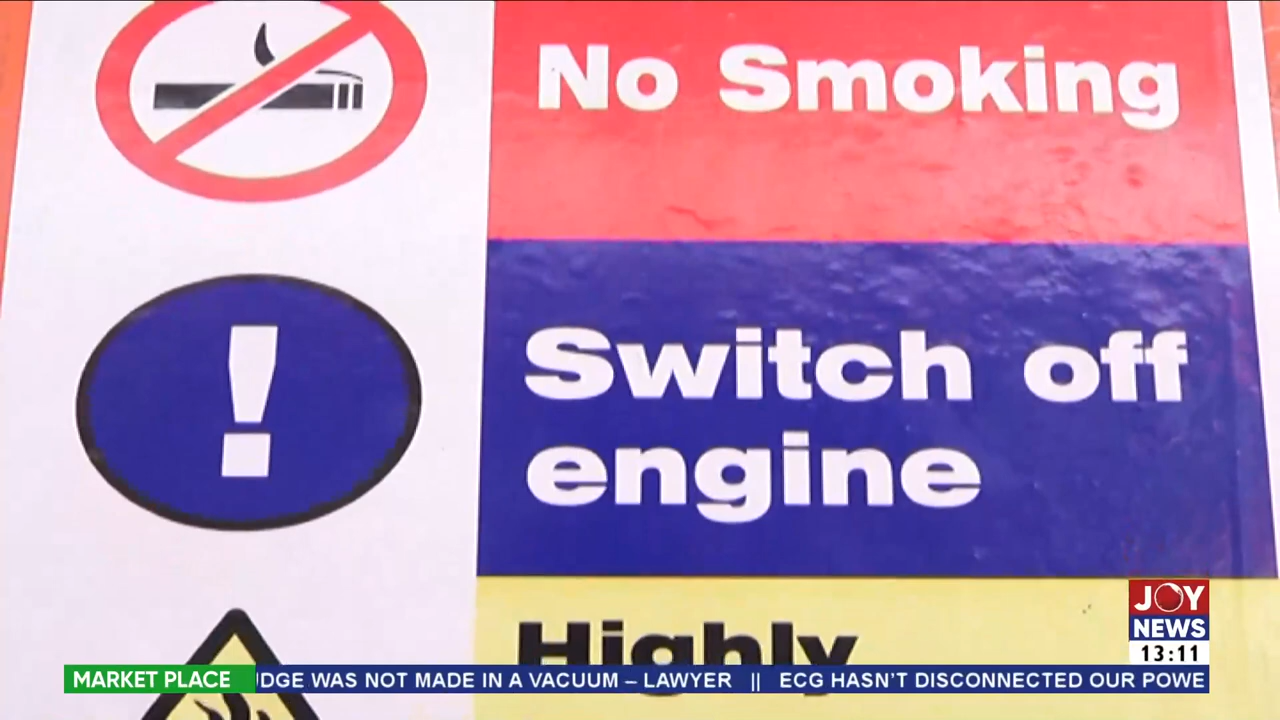 No Smoking
!
Switch off
engine
Highly
JOY
NEWS
13:11
MARKET PLACE
UDGE WAS NOT MADE IN A VACUUM – LAWYER || ECG HASN'T DISCONNECTED OUR POWE